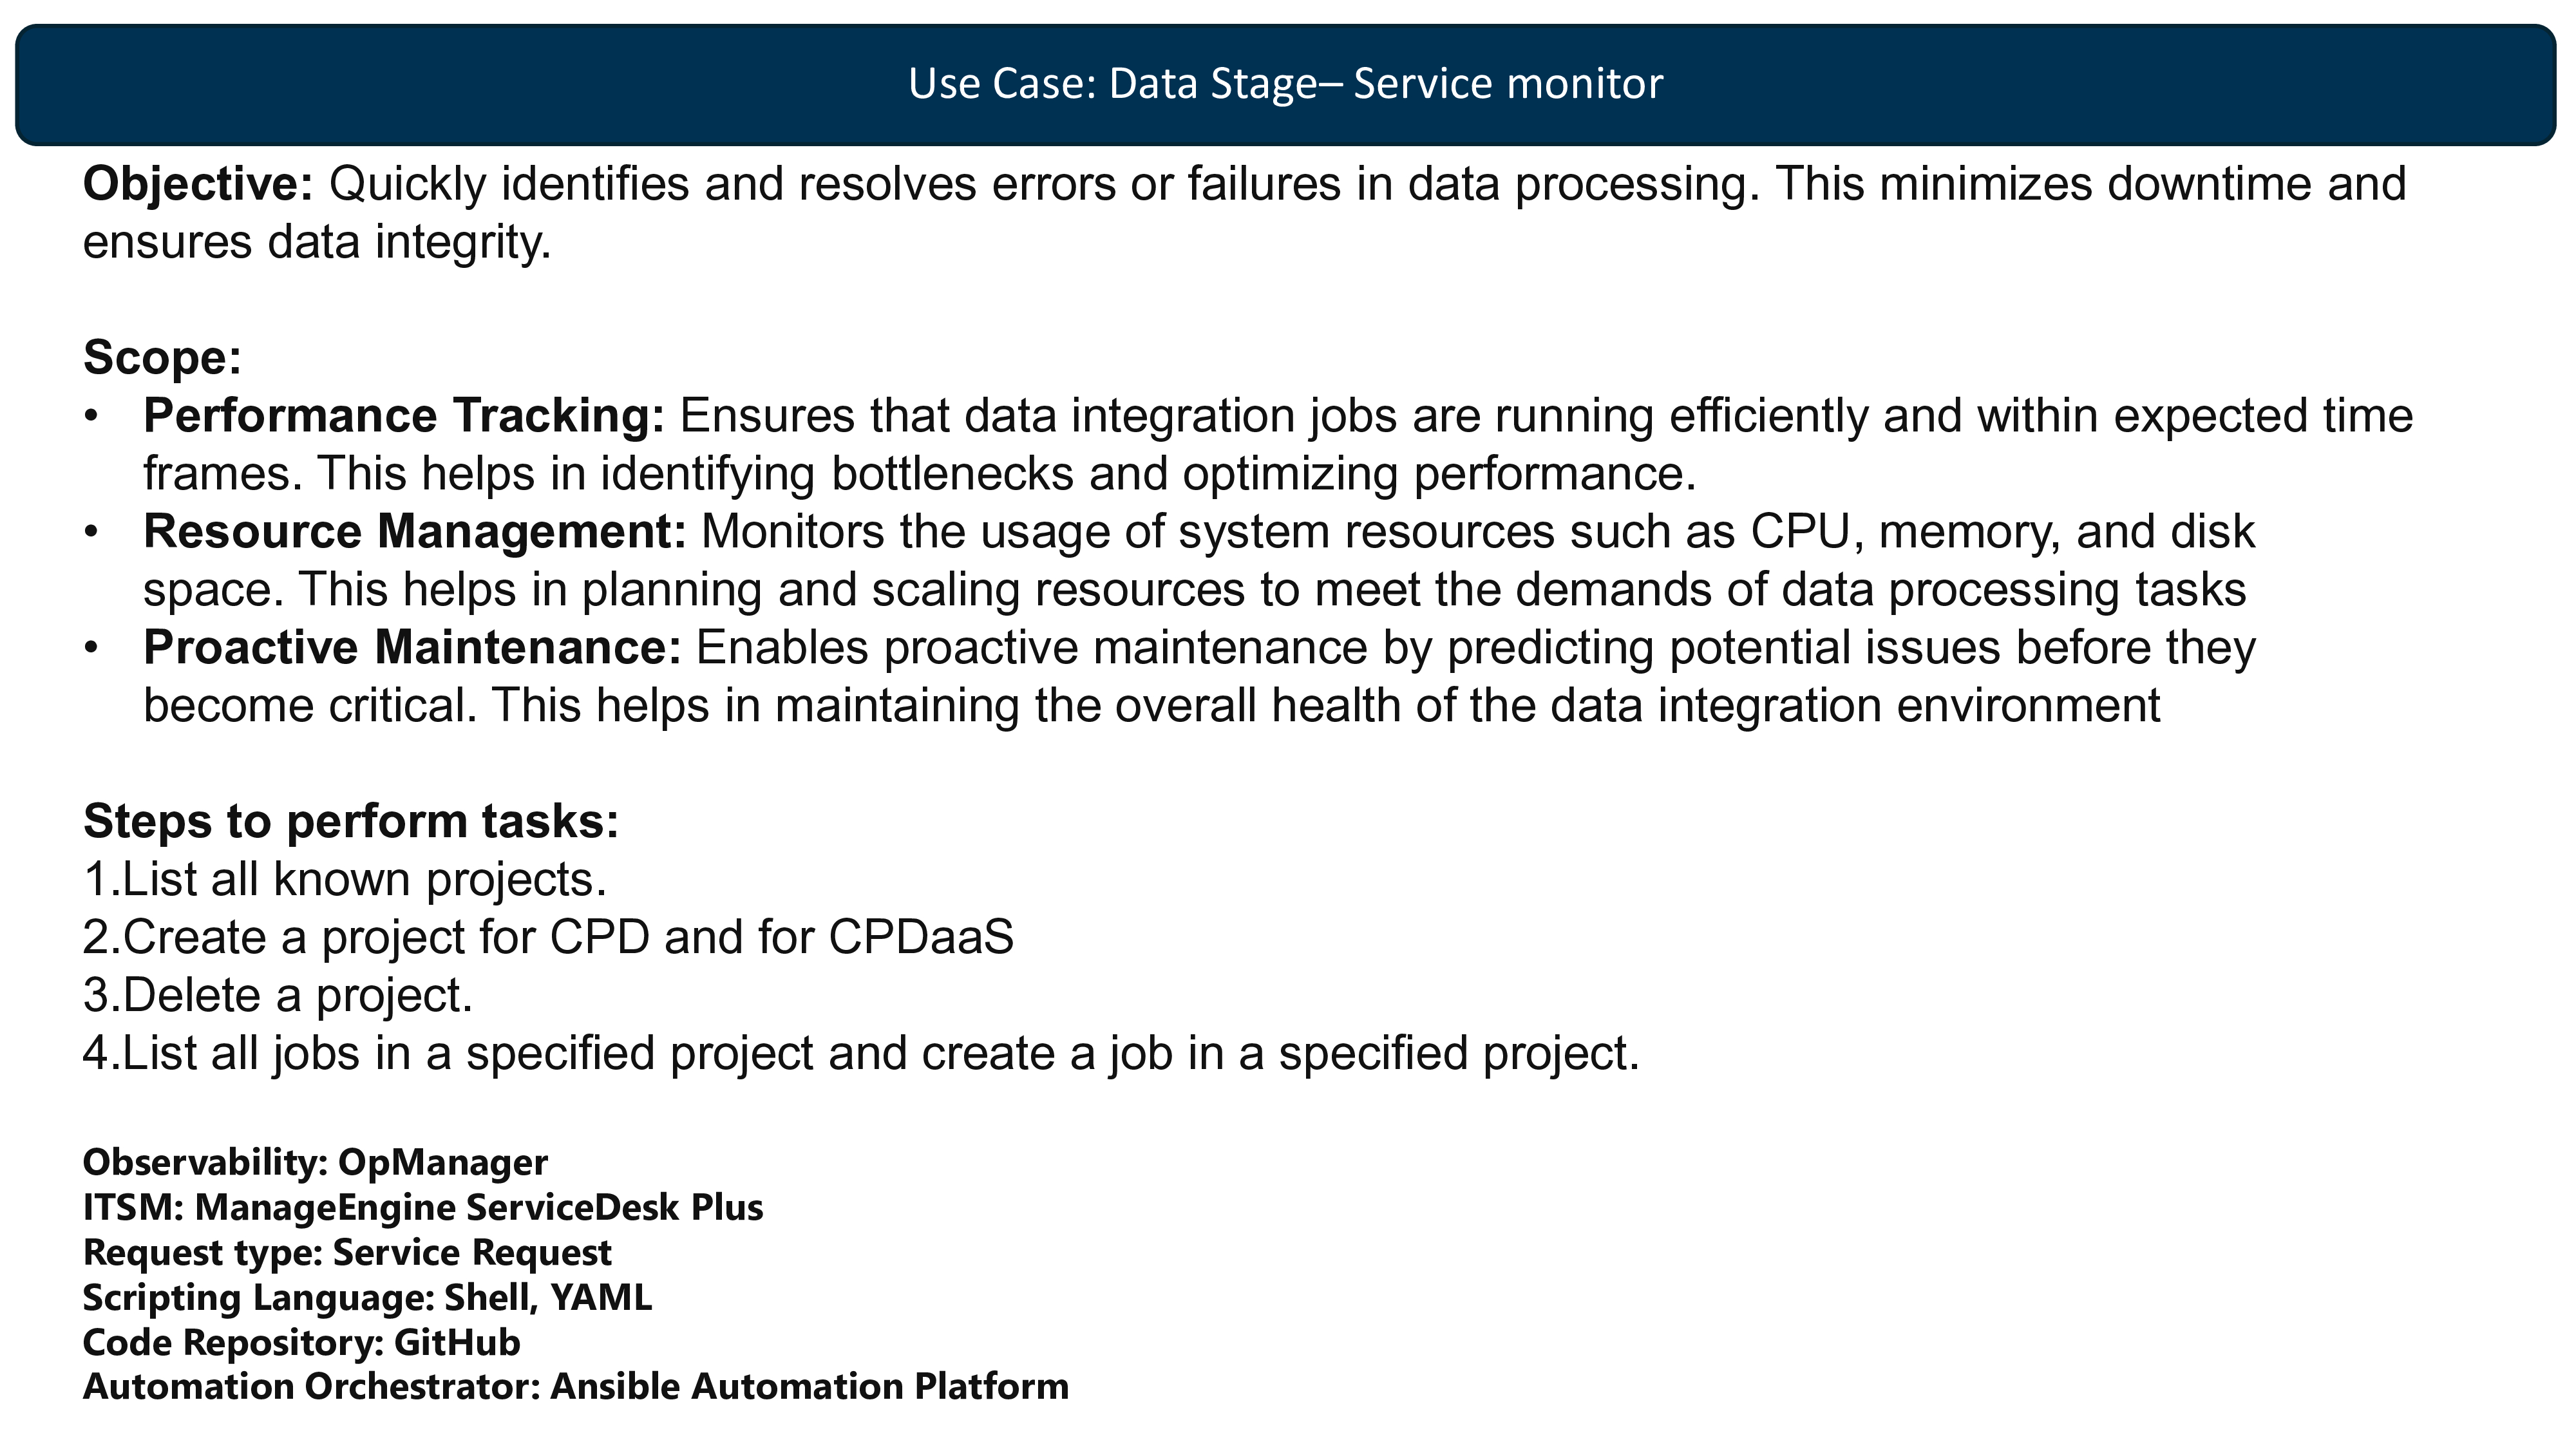 Use Case: Data Stage– Service monitor
Objective: Quickly identifies and resolves errors or failures in data processing. This minimizes downtime and
ensures data integrity.
Scope:
• Performance Tracking: Ensures that data integration jobs are running efficiently and within expected time
frames. This helps in identifying bottlenecks and optimizing performance.
• Resource Management: Monitors the usage of system resources such as CPU, memory, and disk
space. This helps in planning and scaling resources to meet the demands of data processing tasks
• Proactive Maintenance: Enables proactive maintenance by predicting potential issues before they
become critical. This helps in maintaining the overall health of the data integration environment
Steps to perform tasks:
1.List all known projects.
2.Create a project for CPD and for CPDaaS
3.Delete a project.
4.List all jobs in a specified project and create a job in a specified project.
Observability: OpManager
ITSM: ManageEngine ServiceDesk Plus
Request type: Service Request
Scripting Language: Shell, YAML
Code Repository: GitHub
Automation Orchestrator: Ansible Automation Platform